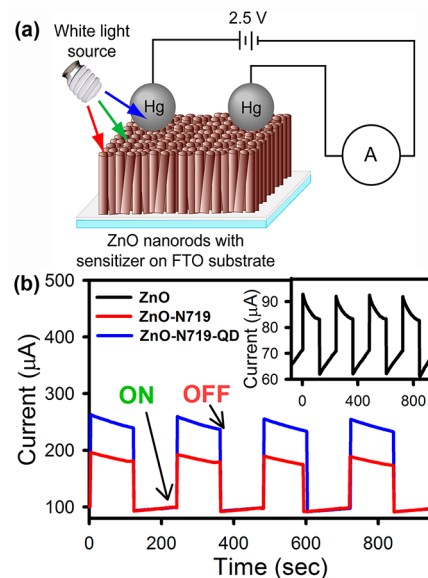 (a)
White light
source
2.5 V
Hg
Hg
A
ZnO nanorods with
sensitizer on FTO substrate
(b)
500
400
300
200
100
Current (µA)
ZnO
ZnO-N719
ZnO-N719-QD
ON
OFF
Current (µA)
90
80
70
60
0
400
800
0
200
400
600
800
Time (sec)